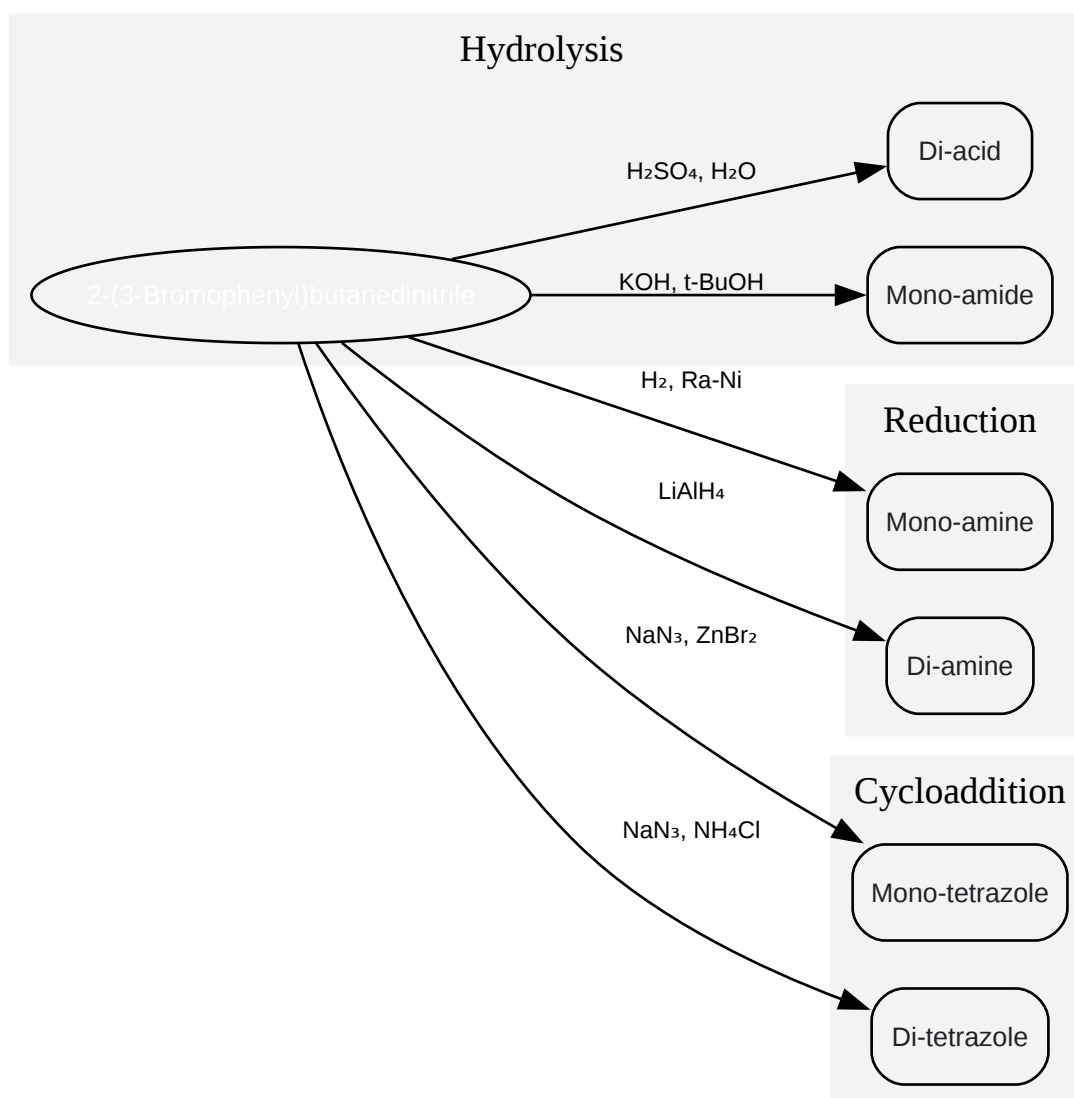 Hydrolysis
Di-acid
H₂SO₄, H₂O
2-(3-Bromophenyl)butanedinitrile
KOH, t-BuOH
Mono-amide
H₂, Ra-Ni
Reduction
LiAlH₄
Mono-amine
NaN₃, ZnBr₂
Di-amine
Cycloaddition
NaN₃, NH₄Cl
Mono-tetrazole
Di-tetrazole